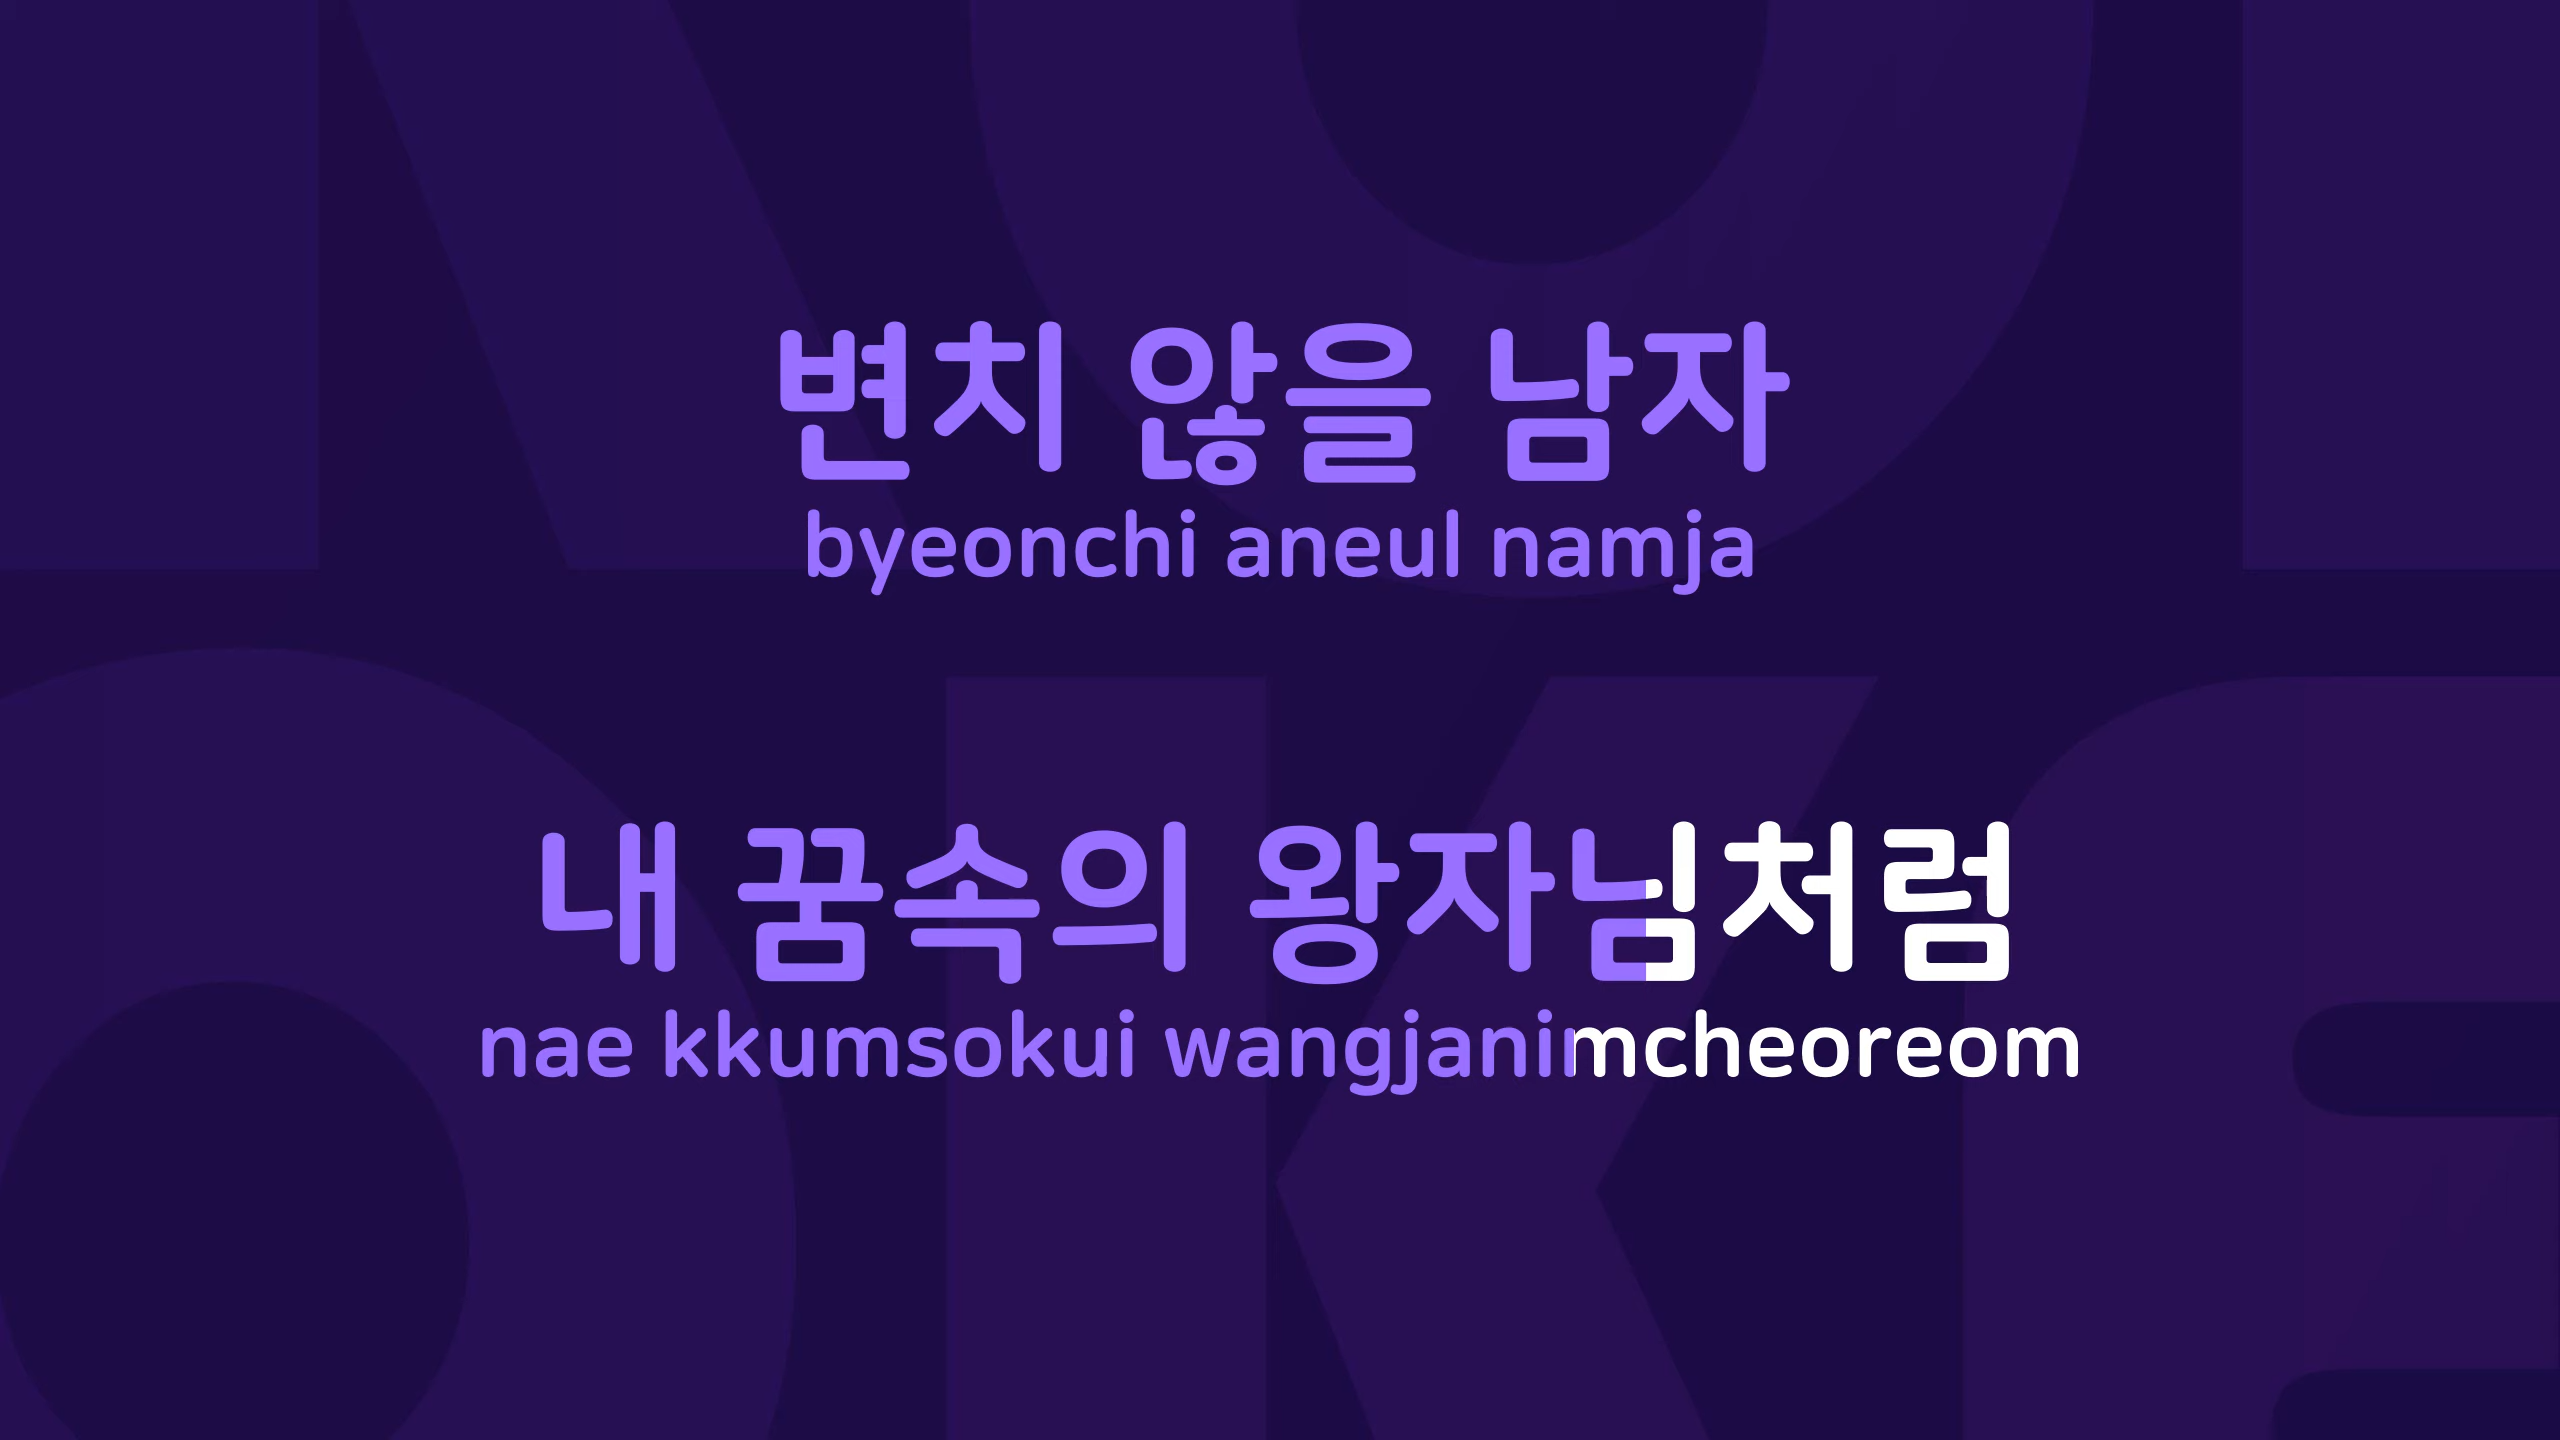 변치 않을 남자
byeonchi aneul namja
내 꿈속의 왕자님처럼
nae kkumsokui wangjanimcheoreom